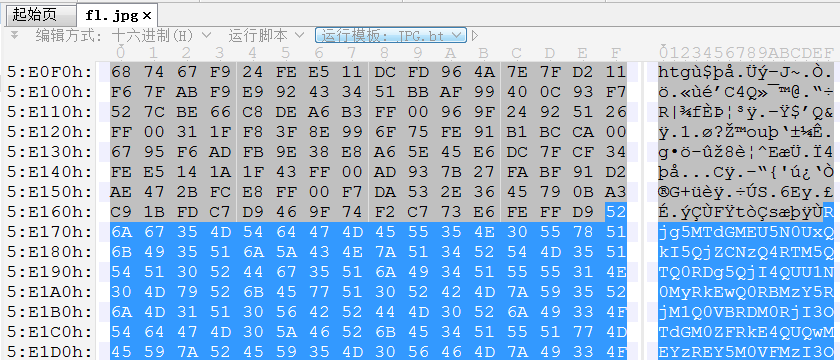 起始页 fl.jpg ×
编辑方式: 十六进制(H) 运行脚本 运行模板: JPG.bt
0 1 2 3 4 5 6 7 8 9 A B C D E F 0123456789ABCDEF
5:E0F0h: 68 74 67 F9 24 FE E5 11 DC FD 96 4A 7E 7F D2 11 htgù$þå.Üý–J~.Ò.
5:E100h: F6 7F AB F9 E9 92 43 34 51 BB AF 99 40 0C 93 F7 ö.«ùé’C4Q»¯™@.“÷
5:E110h: 52 7C BE 66 C8 DE A6 B3 FF 00 96 9F 24 92 51 26 R|¾fÈÞ¦³ÿ.–Ÿ$’Q&
5:E120h: FF 00 31 1F F8 3F 8E 99 6F 75 FE 91 B1 BC CA 00 ÿ.1.ø?Ž™ouþ‘±¼Ê.
5:E130h: 67 95 F6 AD FB 9E 38 E8 A6 5E 45 E6 DC 7F CF 34 g•ö-ûž8è¦^EæÜ.Ï4
5:E140h: FE E5 14 1A 1F 43 FF 00 AD 93 7B 27 FA BF 91 D2 þå...Cÿ.-“{'ú¿‘Ò
5:E150h: AE 47 2B FC E8 FF 00 F7 DA 53 2E 36 45 79 0B A3 ®G+üèÿ.÷ÚS.6Ey.£
5:E160h: C9 1B FD C7 D9 46 9F 74 F2 C7 73 E6 FE FF D9 52 É.ýÇÙFŸtòÇsæþÿÙR
5:E170h: 6A 67 35 4D 54 64 47 4D 45 55 35 4E 30 55 78 51 jg5MTdGMEU5N0UxQ
5:E180h: 6B 49 35 51 6A 5A 43 4E 7A 51 34 52 54 4D 35 51 kI5QjZCNzQ4RTM5Q
5:E190h: 54 51 30 52 44 67 35 51 6A 49 34 51 55 55 31 4E TQ0RDg5QjI4QUU1N
5:E1A0h: 30 4D 79 52 6B 45 77 51 30 52 42 4D 7A 59 35 52 0MyRkEwQ0RBMzY5R
5:E1B0h: 6A 4D 31 51 30 56 42 52 44 4D 30 52 6A 49 33 4F jM1Q0VBRDM0RjI3O
5:E1C0h: 54 64 47 4D 30 5A 46 52 6B 45 34 51 55 51 77 4D TdGM0ZFRkE4QUQwM
5:E1D0h: 45 59 7A 52 45 59 35 4D 30 56 46 4D 7A 49 33 4F EYzREY5M0VFMzI3O